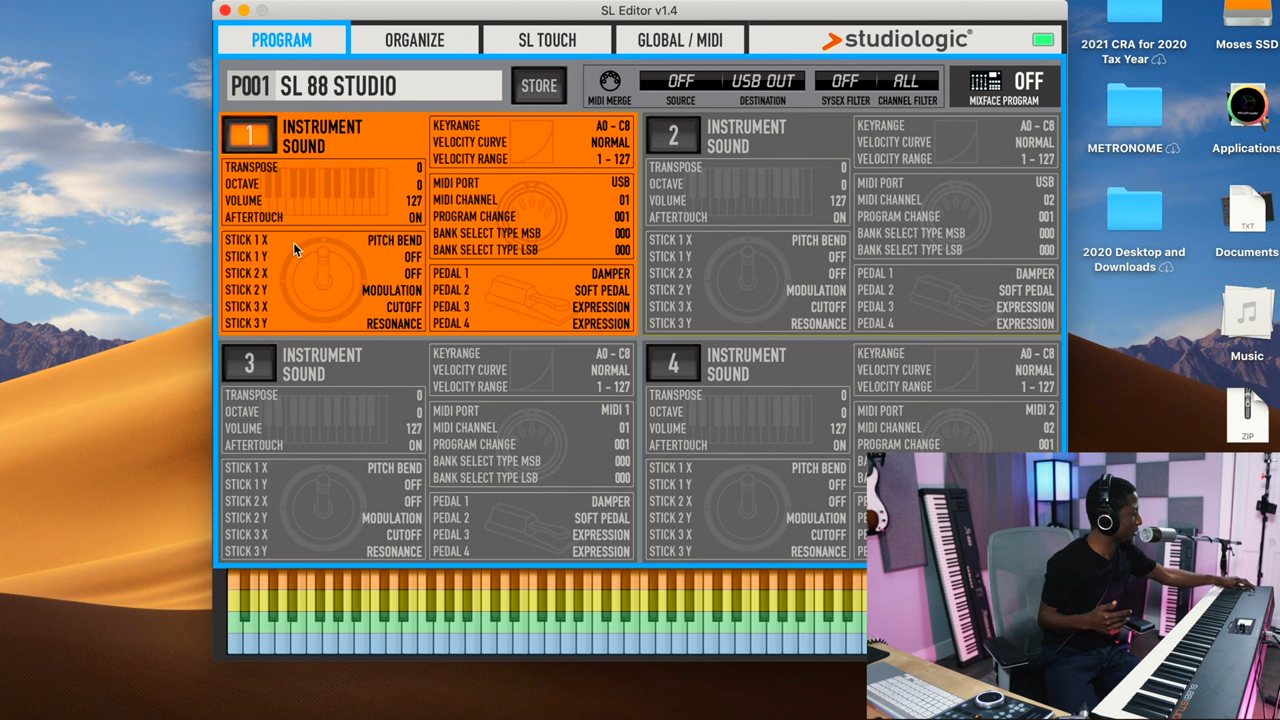 SL Editor v1.4
PROGRAM
ORGANIZE
SL TOUCH
GLOBAL / MIDI
studiologic
P001 SL 88 STUDIO
STORE
MIDI MERGE
OFF
SOURCE
USB OUT
DESTINATION
OFF
SYSEX FILTER
ALL
CHANNEL FILTER
OFF
MIXFACE PROGRAM
1
INSTRUMENT
SOUND
TRANSPOSE 0
OCTAVE 0
VOLUME 127
AFTERTOUCH ON
STICK 1 X PITCH BEND
STICK 1 Y OFF
STICK 2 X OFF
STICK 2 Y MODULATION
STICK 3 X CUTOFF
STICK 3 Y RESONANCE
KEYRANGE A0 - C8
VELOCITY CURVE NORMAL
VELOCITY RANGE 1 - 127
MIDI PORT USB
MIDI CHANNEL 01
PROGRAM CHANGE 001
BANK SELECT TYPE MSB 000
BANK SELECT TYPE LSB 000
PEDAL 1 DAMPER
PEDAL 2 SOFT PEDAL
PEDAL 3 EXPRESSION
PEDAL 4 EXPRESSION
2
INSTRUMENT
SOUND
TRANSPOSE 0
OCTAVE 0
VOLUME 127
AFTERTOUCH ON
STICK 1 X PITCH BEND
STICK 1 Y OFF
STICK 2 X OFF
STICK 2 Y MODULATION
STICK 3 X CUTOFF
STICK 3 Y RESONANCE
KEYRANGE A0 - C8
VELOCITY CURVE NORMAL
VELOCITY RANGE 1 - 127
MIDI PORT USB
MIDI CHANNEL 02
PROGRAM CHANGE 001
BANK SELECT TYPE MSB 000
BANK SELECT TYPE LSB 000
PEDAL 1 DAMPER
PEDAL 2 SOFT PEDAL
PEDAL 3 EXPRESSION
PEDAL 4 EXPRESSION
3
INSTRUMENT
SOUND
TRANSPOSE 0
OCTAVE 0
VOLUME 127
AFTERTOUCH ON
STICK 1 X PITCH BEND
STICK 1 Y OFF
STICK 2 X OFF
STICK 2 Y MODULATION
STICK 3 X CUTOFF
STICK 3 Y RESONANCE
KEYRANGE A0 - C8
VELOCITY CURVE NORMAL
VELOCITY RANGE 1 - 127
MIDI PORT MIDI 1
MIDI CHANNEL 01
PROGRAM CHANGE 001
BANK SELECT TYPE MSB 000
BANK SELECT TYPE LSB 000
PEDAL 1 DAMPER
PEDAL 2 SOFT PEDAL
PEDAL 3 EXPRESSION
PEDAL 4 EXPRESSION
4
INSTRUMENT
SOUND
TRANSPOSE 0
OCTAVE 0
VOLUME 127
AFTERTOUCH ON
STICK 1 X PITCH BEND
STICK 1 Y OFF
STICK 2 X OFF
STICK 2 Y MODULATION
STICK 3 X CUTOFF
STICK 3 Y RESONANCE
KEYRANGE A0 - C8
VELOCITY CURVE NORMAL
VELOCITY RANGE 1 - 127
MIDI PORT MIDI 2
MIDI CHANNEL 02
PROGRAM CHANGE 001
2021 CRA for 2020
Tax Year
Moses SSD
METRONOME
Applications
2020 Desktop and
Downloads
TXT
Documents
Music
ZIP